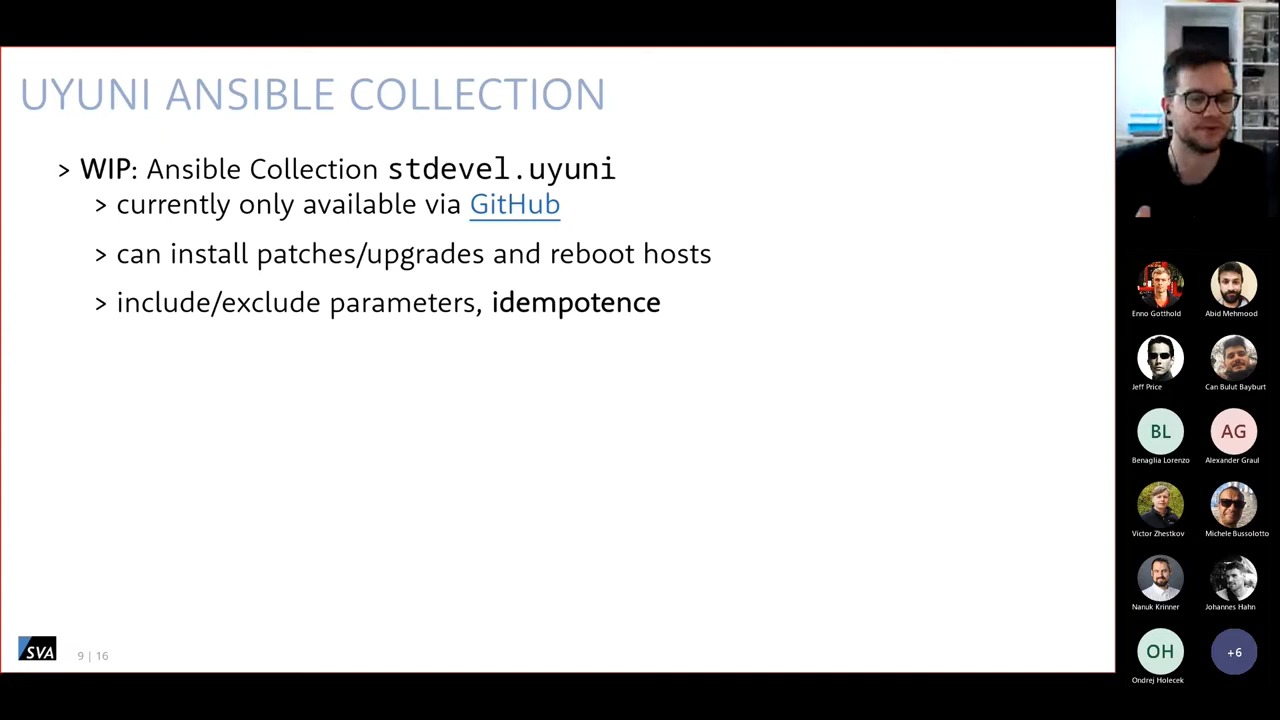 UYUNI ANSIBLE COLLECTION
> WIP: Ansible Collection stdevel.uyuni
> currently only available via GitHub
> can install patches/upgrades and reboot hosts
> include/exclude parameters, idempotence
SVA
9 | 16
Enno Gotthold
Abid Mehmood
Jeff Price
Can Bulut Bayburt
BL
AG
Benaglia Lorenzo
Alexander Graul
Victor Zhestkov
Michele Bussolotto
Nanuk Krinner
Johannes Hahn
OH
+6
Ondrej Holecek